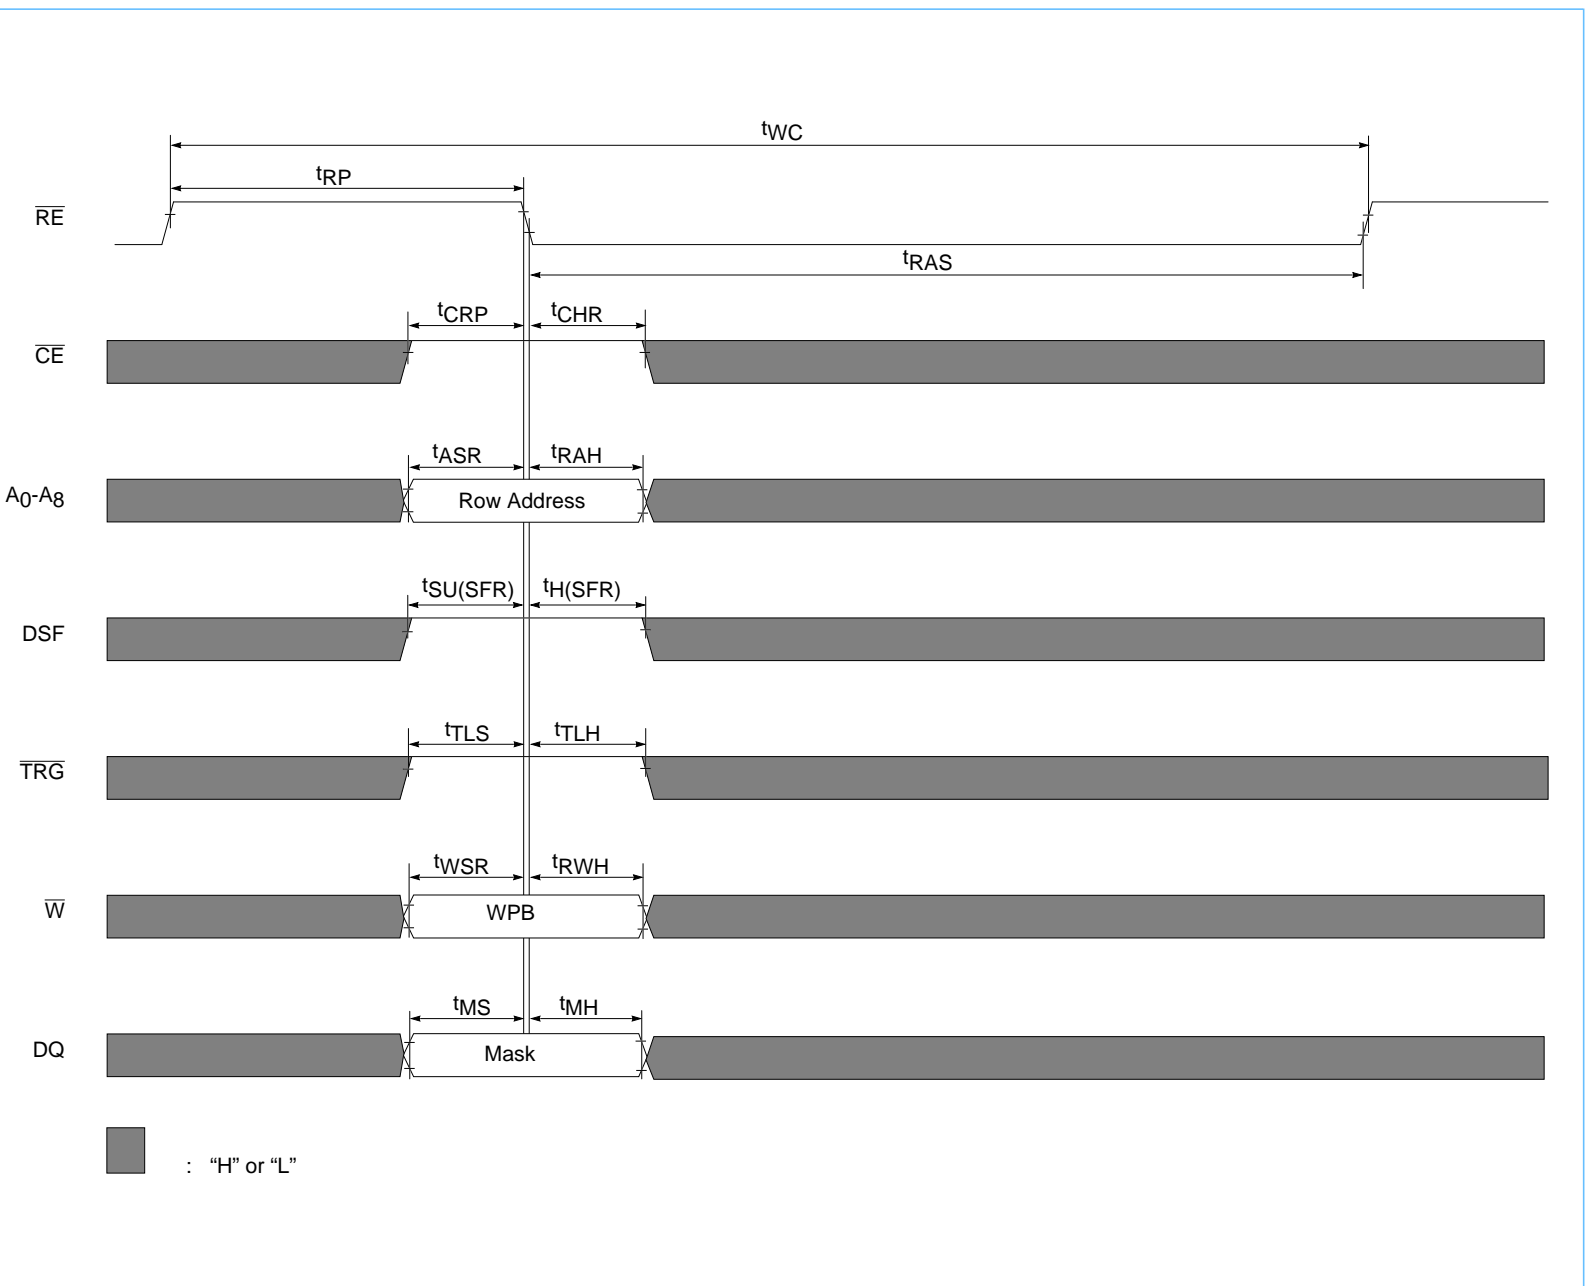 tWC
tRP
RE
tRAS
tCRP tCHR
CE
tASR tRAH
A0-A8 Row Address
tSU(SFR) tH(SFR)
DSF
tTLS tTLH
TRG
tWSR tRWH
W WPB
tMS tMH
DQ Mask
: “H” or “L”